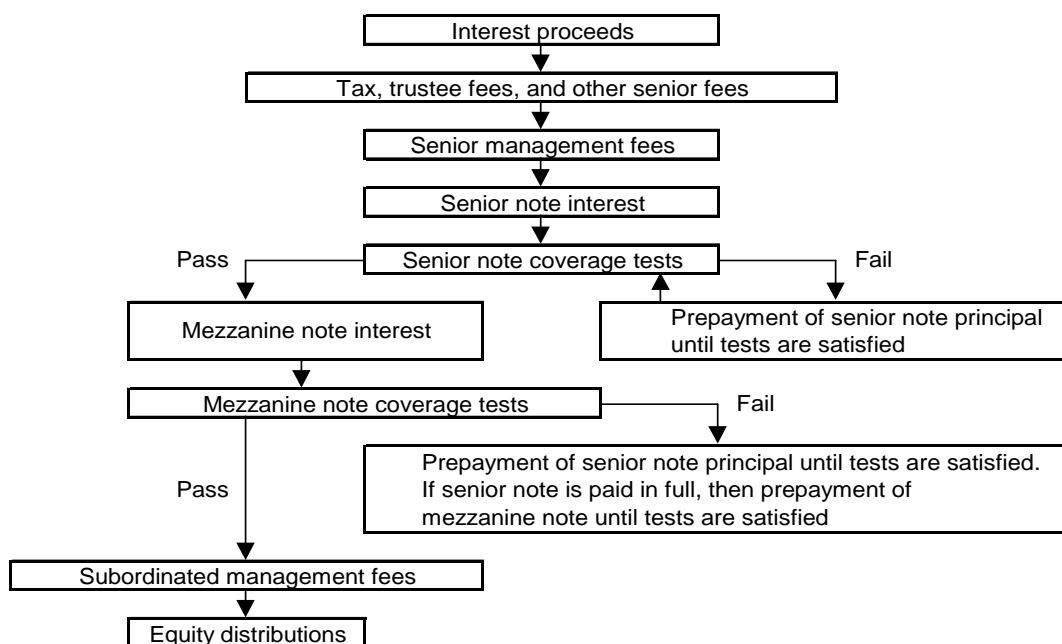 Interest proceeds
Tax, trustee fees, and other senior fees
Senior management fees
Senior note interest
Pass
Senior note coverage tests
Fail
Mezzanine note interest
Prepayment of senior note principal
until tests are satisfied
Mezzanine note coverage tests
Fail
Pass
Prepayment of senior note principal until tests are satisfied.
If senior note is paid in full, then prepayment of
mezzanine note until tests are satisfied
Subordinated management fees
Equity distributions